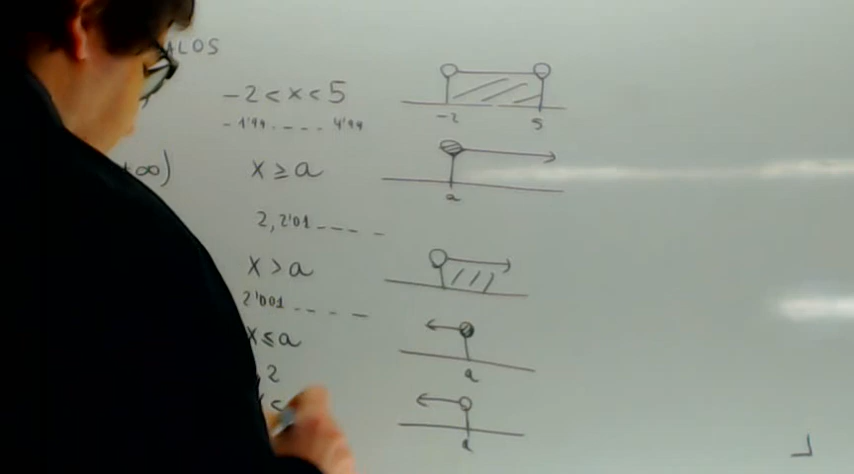 ALOS
-2 < x < 5
-1'99 - - - - 4'99
-2 5
+∞) x ≥ a
a
2, 2'01 - - - -
x > a
2'001 - - - -
x ≤ a
a
, 2
<
a